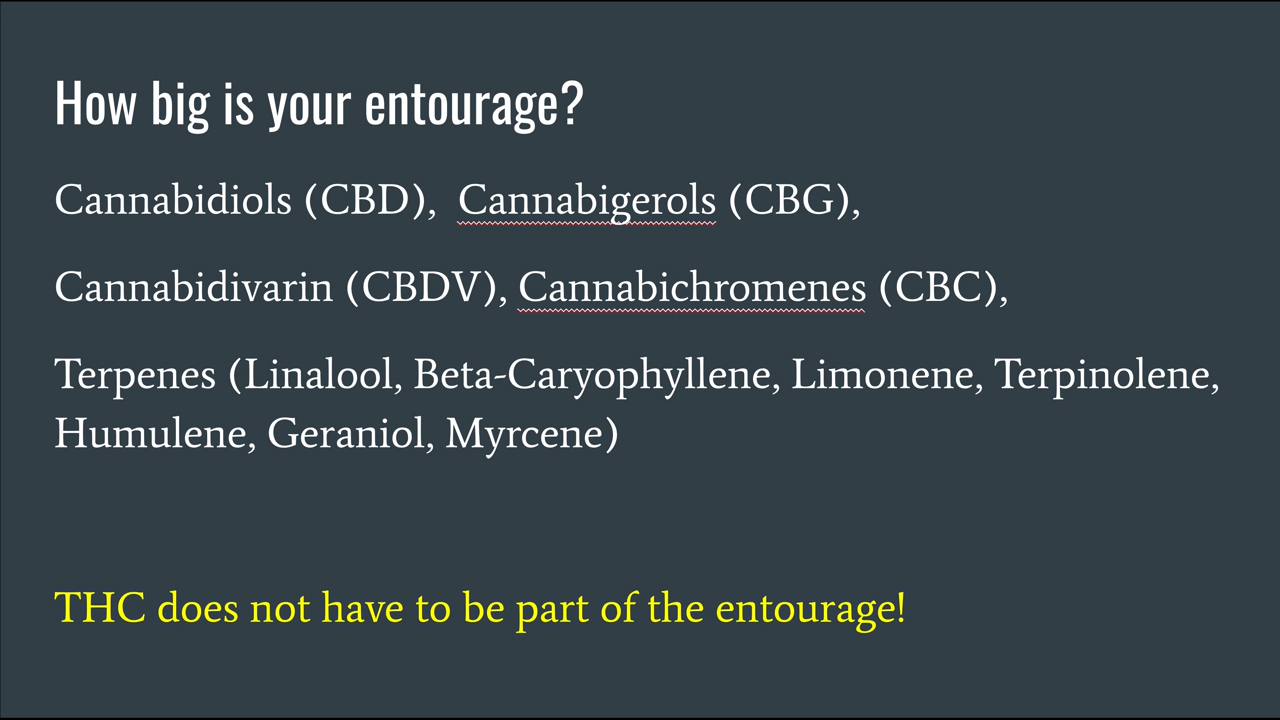 How big is your entourage?
Cannabidiols (CBD),  Cannabigerols (CBG),
Cannabidivarin (CBDV), Cannabichromenes (CBC),
Terpenes (Linalool, Beta-Caryophyllene, Limonene, Terpinolene,
Humulene, Geraniol, Myrcene)
THC does not have to be part of the entourage!